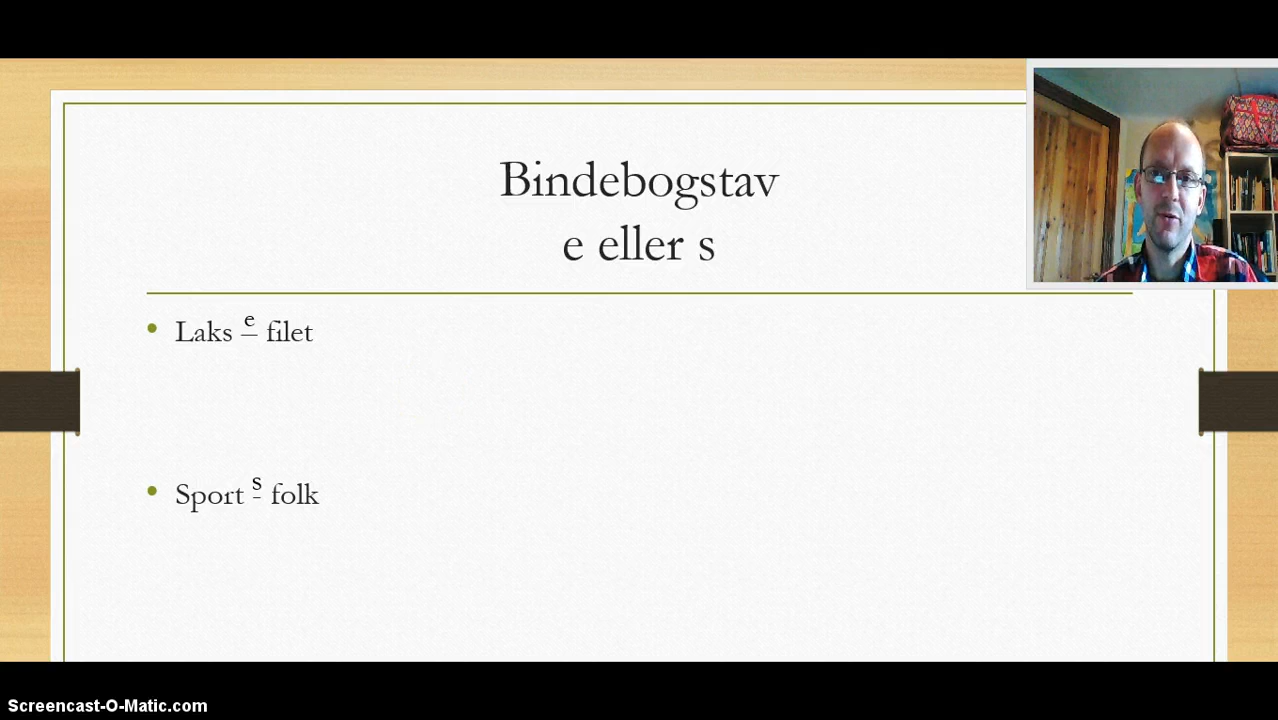 Bindebogstav
e eller s
• Laks e filet
• Sport s folk
Screencast-O-Matic.com